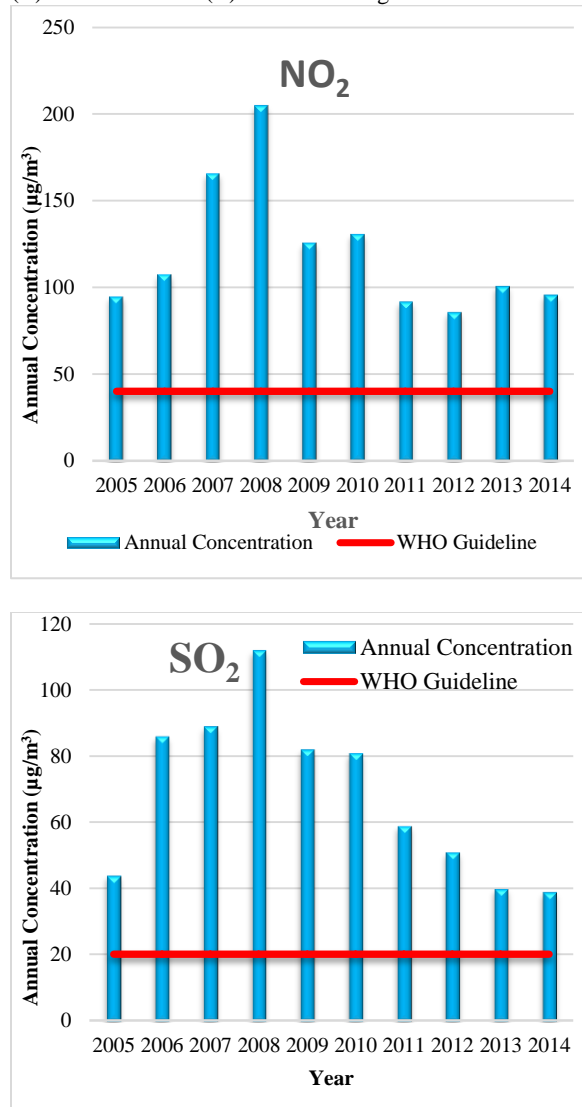 NO2
Annual Concentration (µg/m³)
250
200
150
100
50
0
2005 2006 2007 2008 2009 2010 2011 2012 2013 2014
Year
Annual Concentration WHO Guideline
SO2
Annual Concentration
WHO Guideline
Annual Concentration (µg/m³)
120
100
80
60
40
20
0
2005 2006 2007 2008 2009 2010 2011 2012 2013 2014
Year